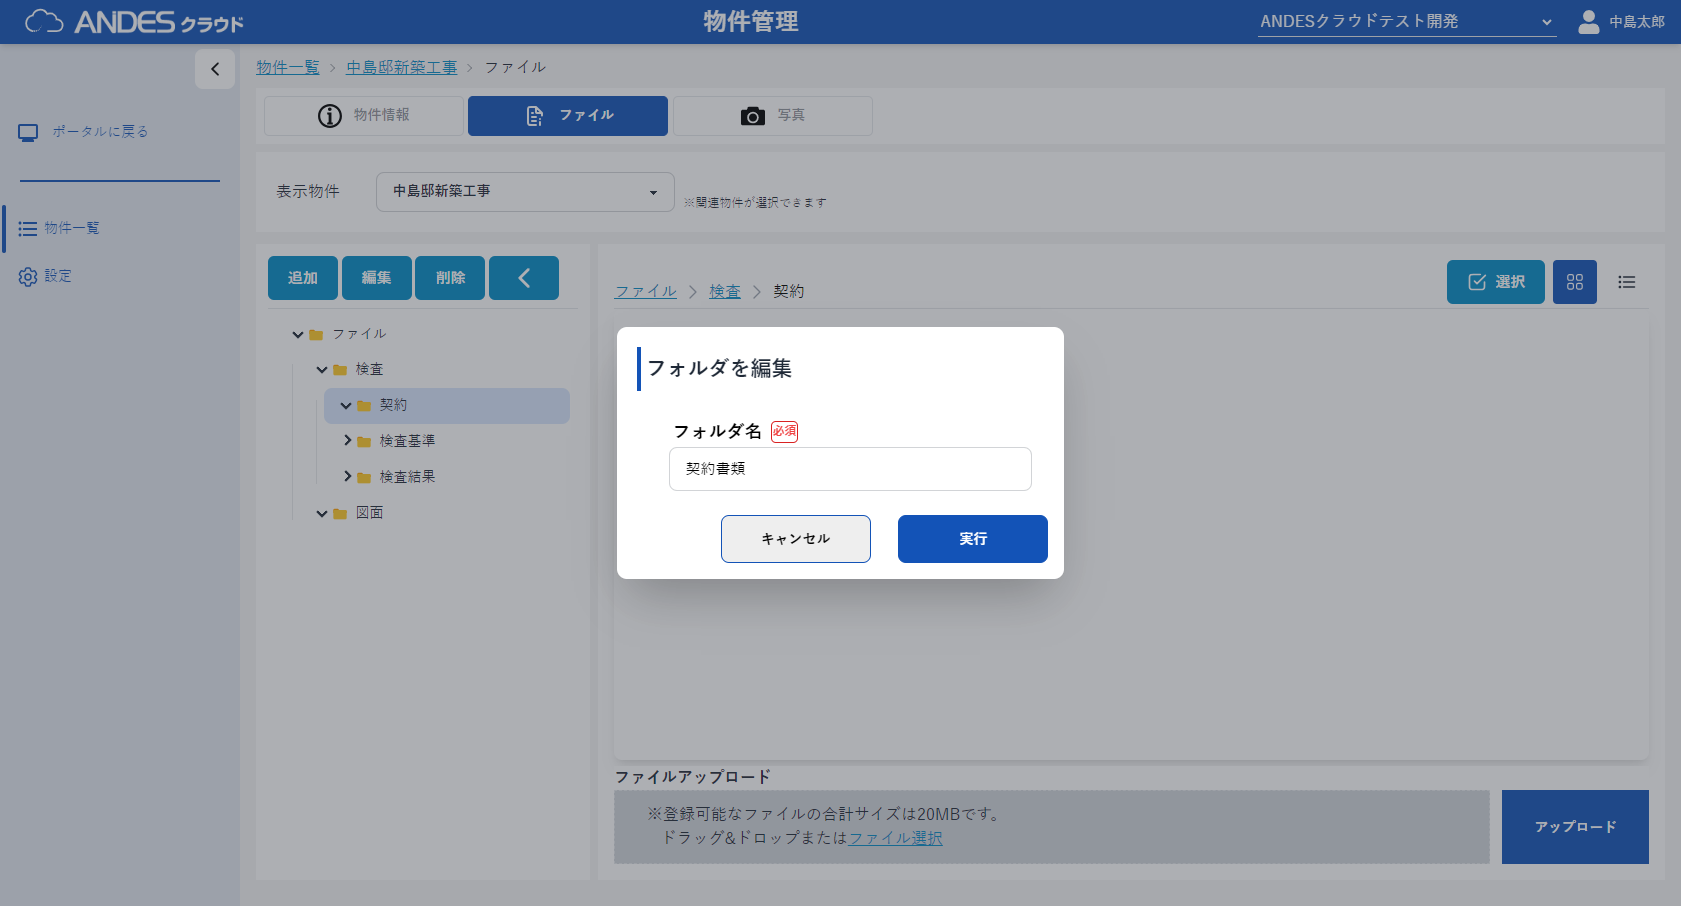 ANDES クラウド
物件管理
ANDESクラウドテスト開発
中島太郎
ポータルに戻る
物件一覧
設定
物件一覧 > 中島邸新築工事 > ファイル
物件情報
ファイル
写真
表示物件
中島邸新築工事
※関連物件が選択できます
追加
編集
削除
ファイル
検査
契約
検査基準
検査結果
図面
ファイル > 検査 > 契約
選択
フォルダを編集
フォルダ名 必須
契約書類
キャンセル
実行
ファイルアップロード
※登録可能なファイルの合計サイズは20MBです。
ドラッグ&ドロップまたはファイル選択
アップロード